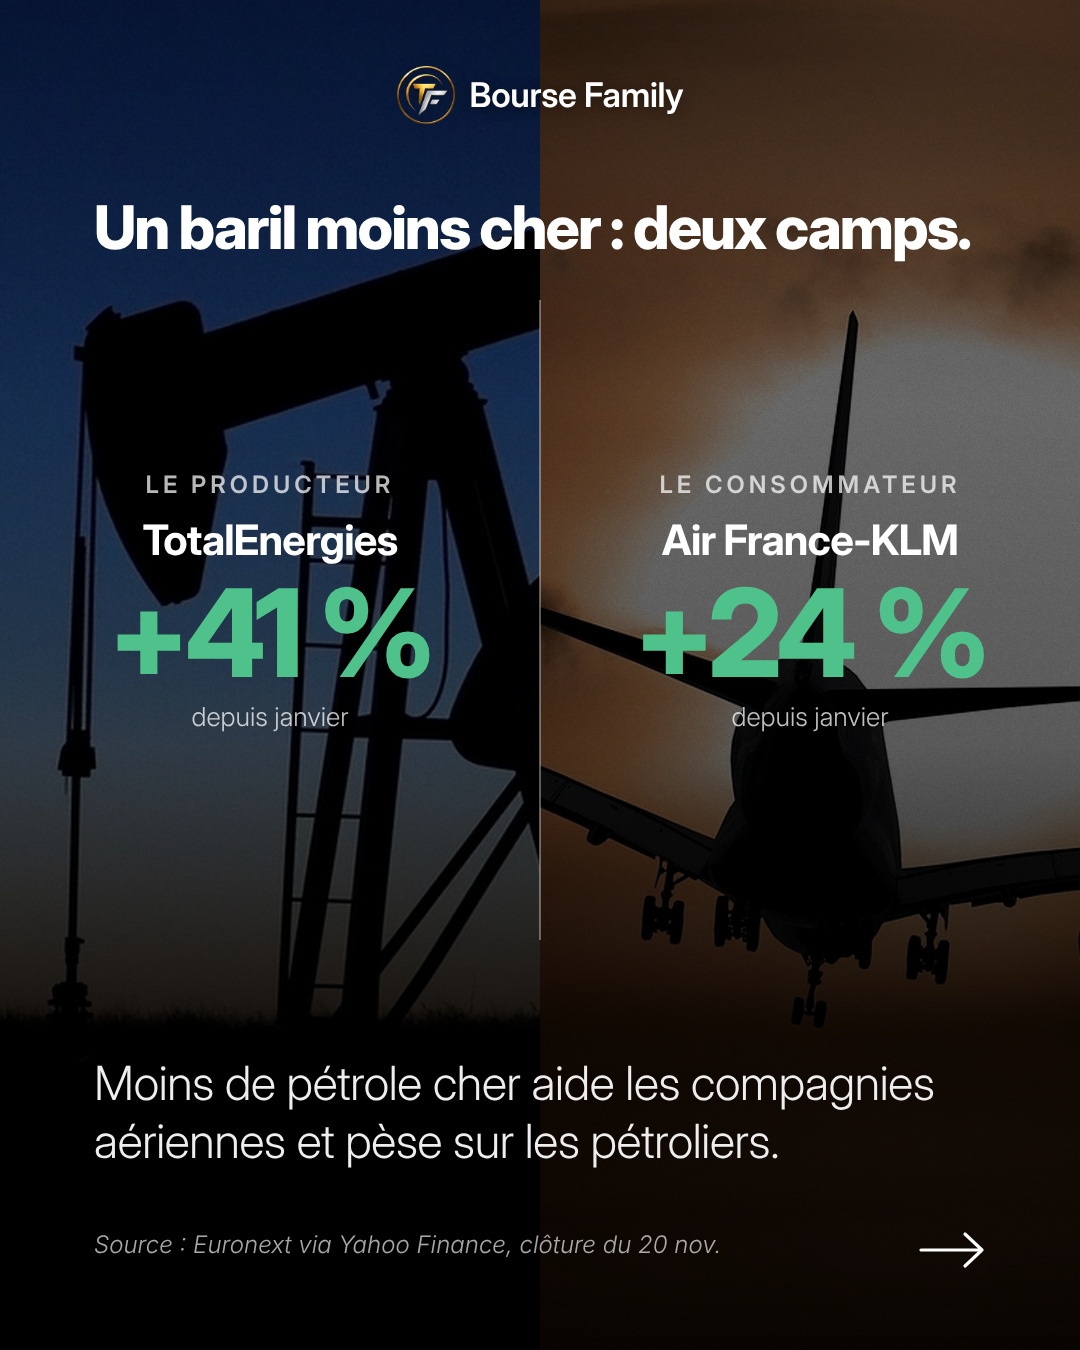 TF Bourse Family
Un baril moins cher : deux camps.
LE PRODUCTEUR
TotalEnergies
+41 %
depuis janvier
LE CONSOMMATEUR
Air France-KLM
+24 %
depuis janvier
Moins de pétrole cher aide les compagnies
aériennes et pèse sur les pétroliers.
Source : Euronext via Yahoo Finance, clôture du 20 nov.